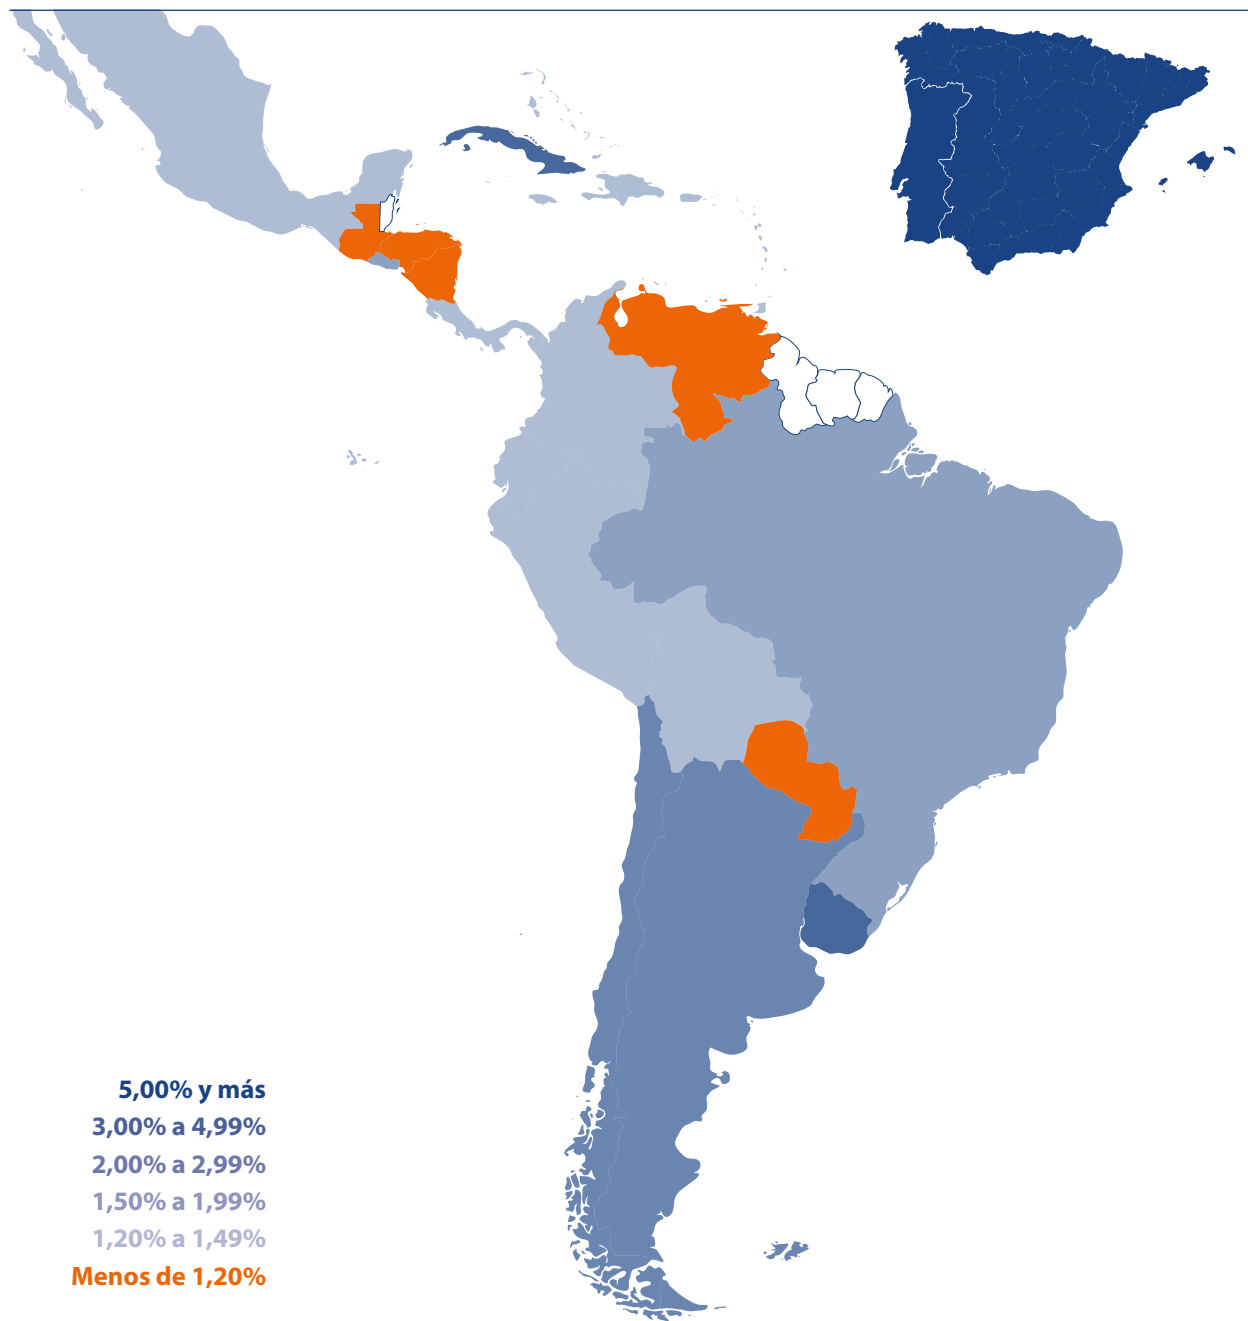 5,00% y más
3,00% a 4,99%
2,00% a 2,99%
1,50% a 1,99%
1,20% a 1,49%
Menos de 1,20%